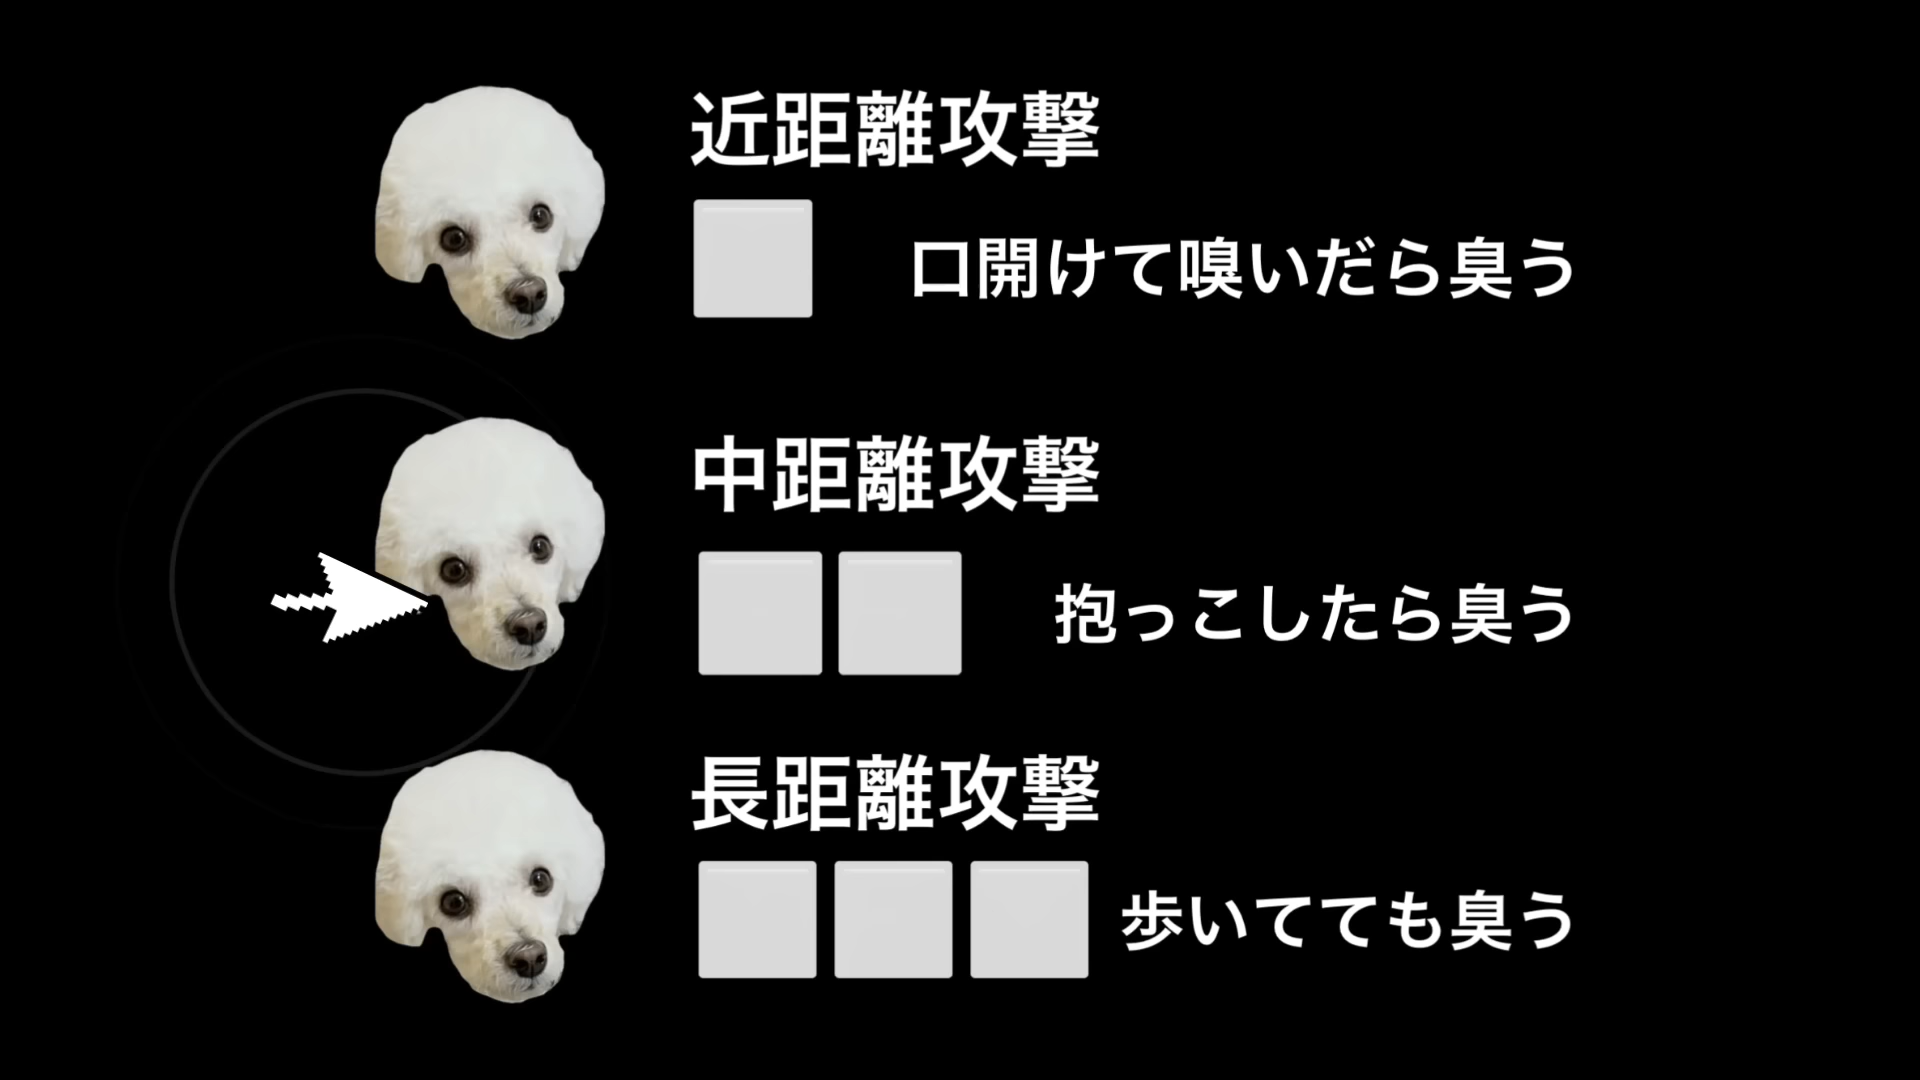 近距離攻撃
口開けて嗅いだら臭う
中距離攻撃
抱っこしたら臭う
長距離攻撃
歩いてても臭う